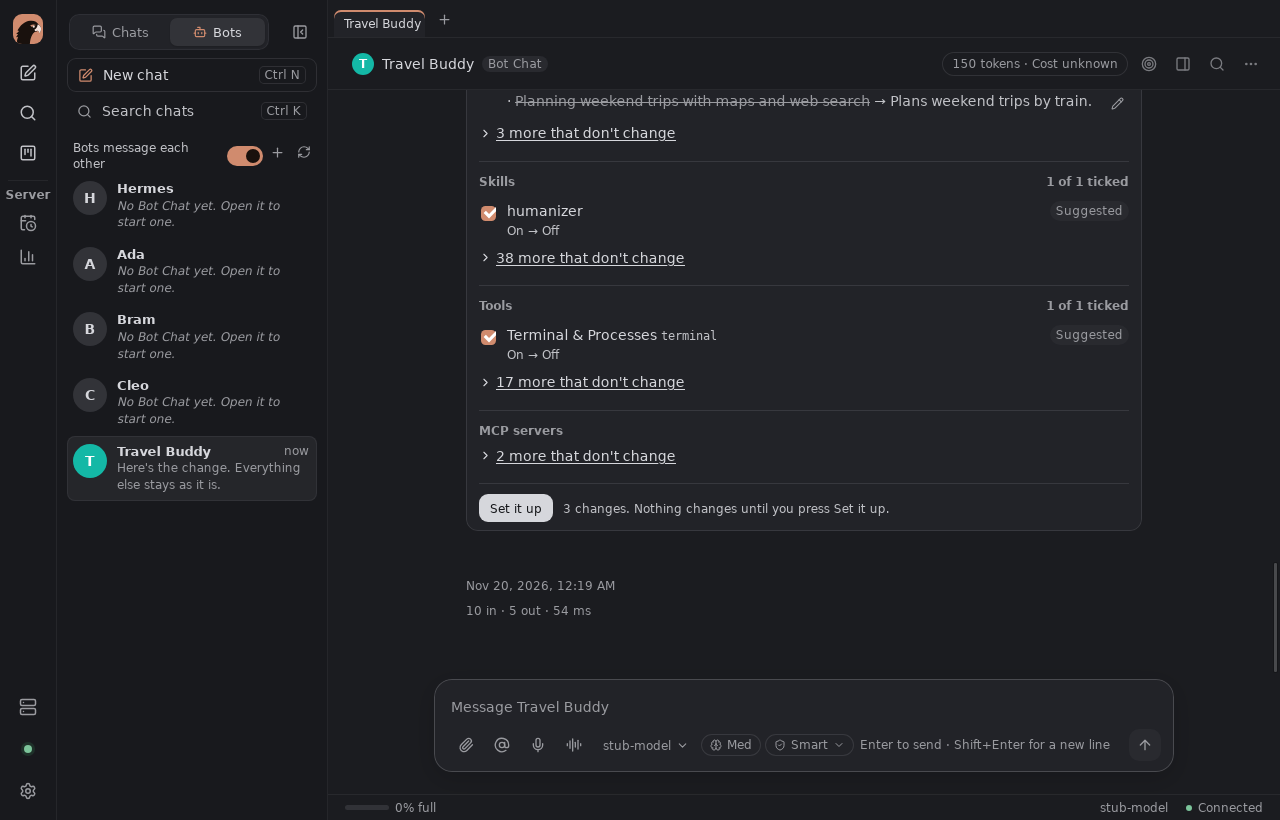 Chats
Bots
New chat
Ctrl N
Search chats
Ctrl K
Bots message each
other
Server
H
Hermes
No Bot Chat yet. Open it to
start one.
A
Ada
No Bot Chat yet. Open it to
start one.
B
Bram
No Bot Chat yet. Open it to
start one.
C
Cleo
No Bot Chat yet. Open it to
start one.
T
Travel Buddy
now
Here's the change. Everything
else stays as it is.
Travel Buddy
T
Travel Buddy
Bot Chat
150 tokens · Cost unknown
· Planning weekend trips with maps and web search → Plans weekend trips by train.
3 more that don't change
Skills
1 of 1 ticked
humanizer
Suggested
On → Off
38 more that don't change
Tools
1 of 1 ticked
Terminal & Processes terminal
Suggested
On → Off
17 more that don't change
MCP servers
2 more that don't change
Set it up
3 changes. Nothing changes until you press Set it up.
Nov 20, 2026, 12:19 AM
10 in · 5 out · 54 ms
Message Travel Buddy
stub-model
Med
Smart
Enter to send · Shift+Enter for a new line
0% full
stub-model
Connected